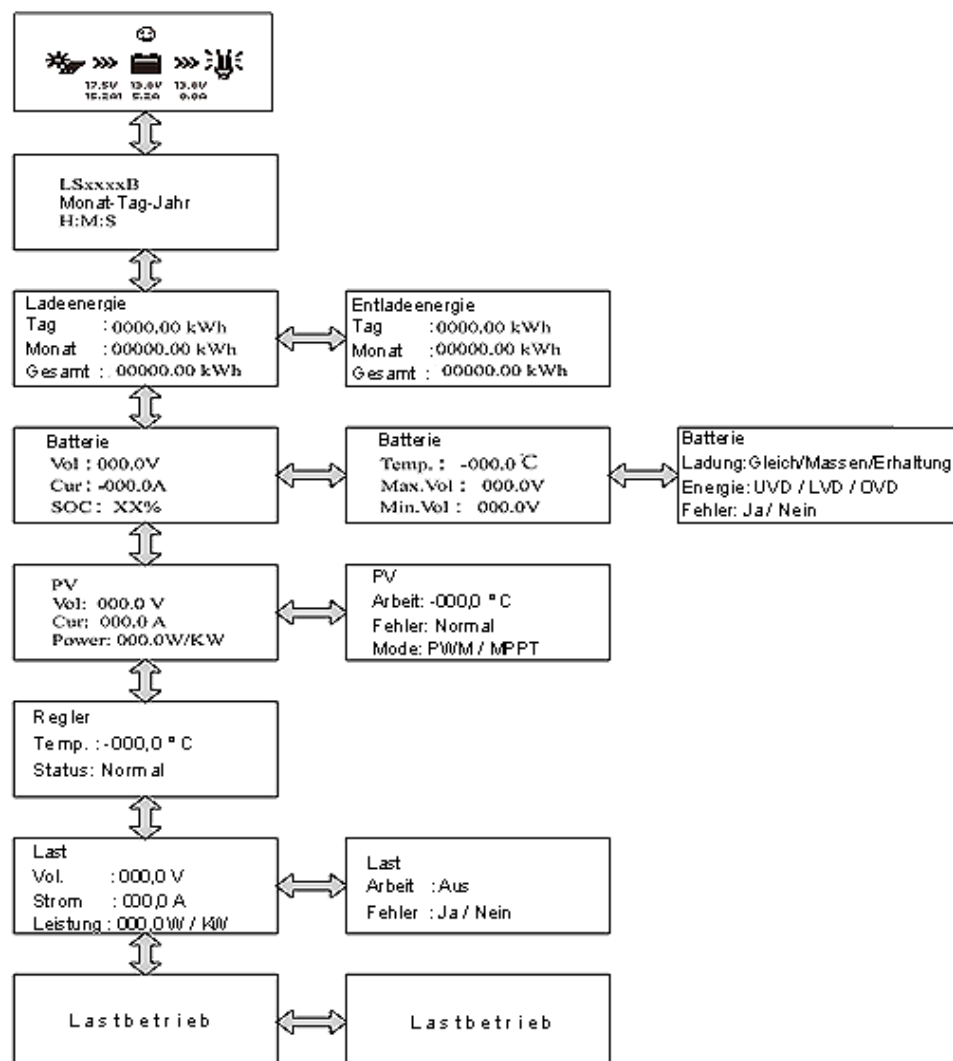 17.5V 13.0V 13.0V
15.2A1 5.2A 0.0A
LSxxxxB
Monat-Tag-Jahr
H:M:S
Ladeenergie
Tag :0000,00 kWh
Monat :00000.00 kWh
Gesamt : 00000.00 kWh
Entladeenergie
Tag :0000,00 kWh
Monat :00000.00 kWh
Gesamt : 00000.00 kWh
Batterie
Vol : 000.0V
Cur : -000.0A
SOC : XX%
Batterie
Temp. : -000.0 ℃
Max.Vol : 000.0V
Min.Vol : 000.0V
Batterie
Ladung:Gleich/Massen/Erhaltung
Energie: UVD / LVD / OVD
Fehler: Ja/ Nein
PV
Vol: 000.0 V
Cur: 000.0 A
Power: 000.0W/KW
PV
Arbeit: -000,0 °C
Fehler: Normal
Mode: PWM / MPPT
Regler
Temp. :-000,0 °C
Status: Normal
Last
Vol. :000,0 V
Strom :000,0 A
Leistung : 000,0W / KW
Last
Arbeit :Aus
Fehler :Ja/ Nein
Lastbetrieb
Lastbetrieb